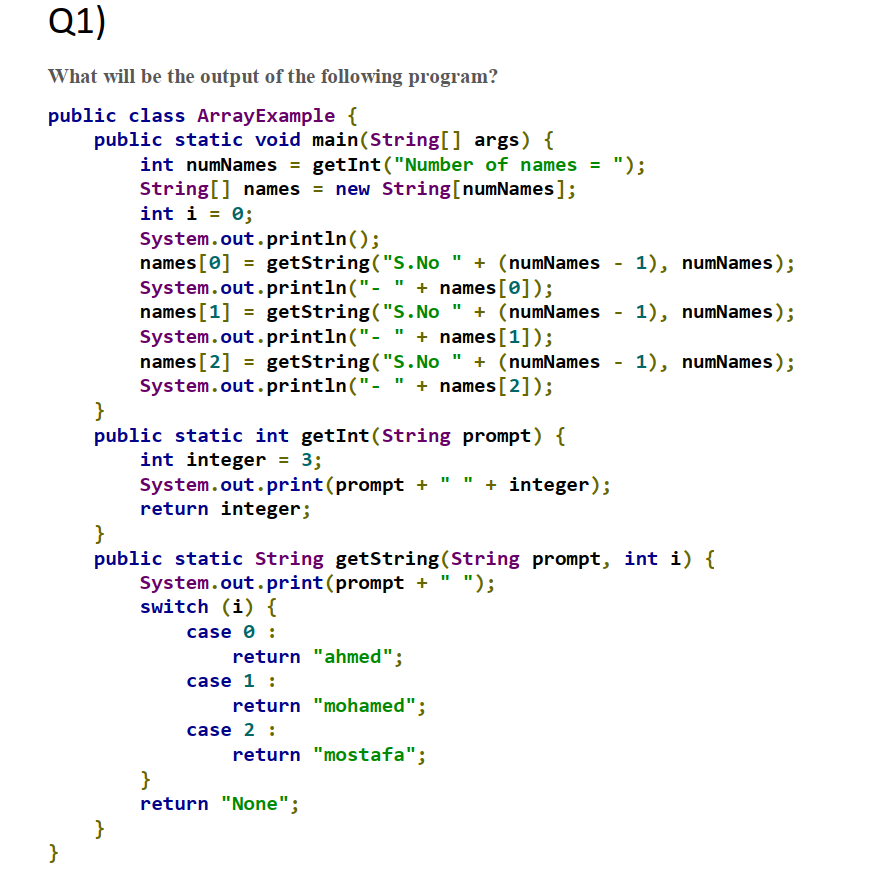 Q1)
What will be the output of the following program?
public class ArrayExample {
    public static void main(String[] args) {
        int numNames = getInt("Number of names = ");
        String[] names = new String[numNames];
        int i = 0;
        System.out.println();
        names[0] = getString("S.No " + (numNames - 1), numNames);
        System.out.println("- " + names[0]);
        names[1] = getString("S.No " + (numNames - 1), numNames);
        System.out.println("- " + names[1]);
        names[2] = getString("S.No " + (numNames - 1), numNames);
        System.out.println("- " + names[2]);
    }
    public static int getInt(String prompt) {
        int integer = 3;
        System.out.print(prompt + " " + integer);
        return integer;
    }
    public static String getString(String prompt, int i) {
        System.out.print(prompt + " ");
        switch (i) {
            case 0 :
                return "ahmed";
            case 1 :
                return "mohamed";
            case 2 :
                return "mostafa";
        }
        return "None";
    }
}